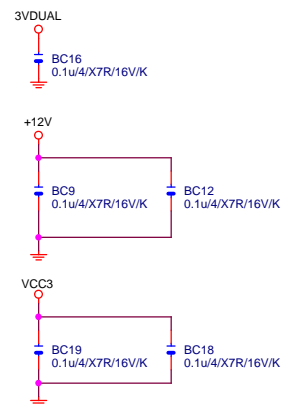 3VDUAL
BC16
0.1u/4/X7R/16V/K
+12V
BC9
0.1u/4/X7R/16V/K
BC12
0.1u/4/X7R/16V/K
VCC3
BC19
0.1u/4/X7R/16V/K
BC18
0.1u/4/X7R/16V/K